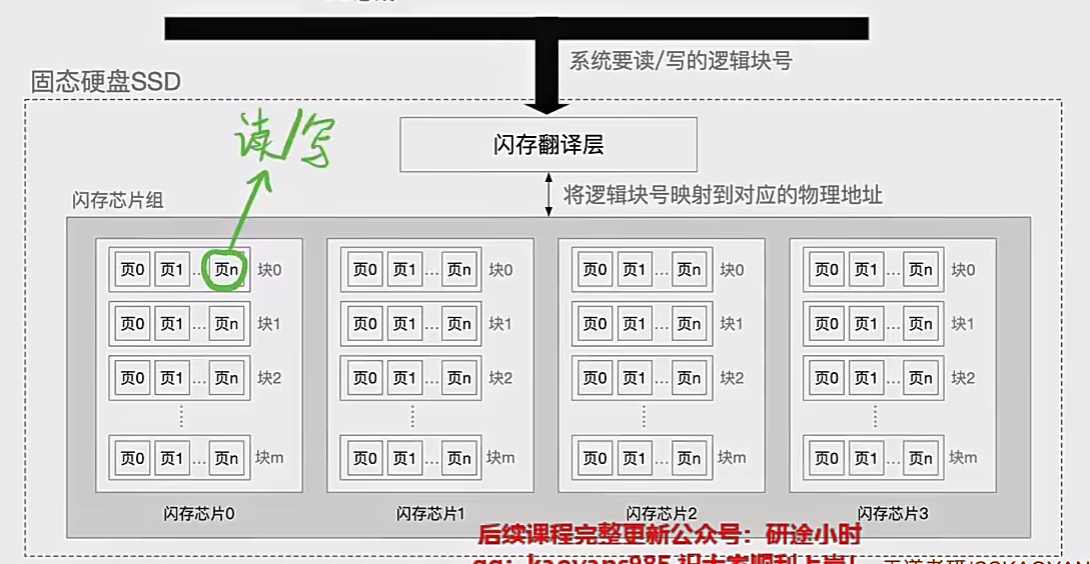 系统要读/写的逻辑块号
固态硬盘SSD
读/写
闪存翻译层
将逻辑块号映射到对应的物理地址
闪存芯片组
页0 页1 … 页n 块0 页0 页1 … 页n 块0 页0 页1 … 页n 块0 页0 页1 … 页n 块0
页0 页1 … 页n 块1 页0 页1 … 页n 块1 页0 页1 … 页n 块1 页0 页1 … 页n 块1
页0 页1 … 页n 块2 页0 页1 … 页n 块2 页0 页1 … 页n 块2 页0 页1 … 页n 块2
页0 页1 … 页n 块m 页0 页1 … 页n 块m 页0 页1 … 页n 块m 页0 页1 … 页n 块m
闪存芯片0 闪存芯片1 闪存芯片2 闪存芯片3
后续课程完整更新公众号：研途小时